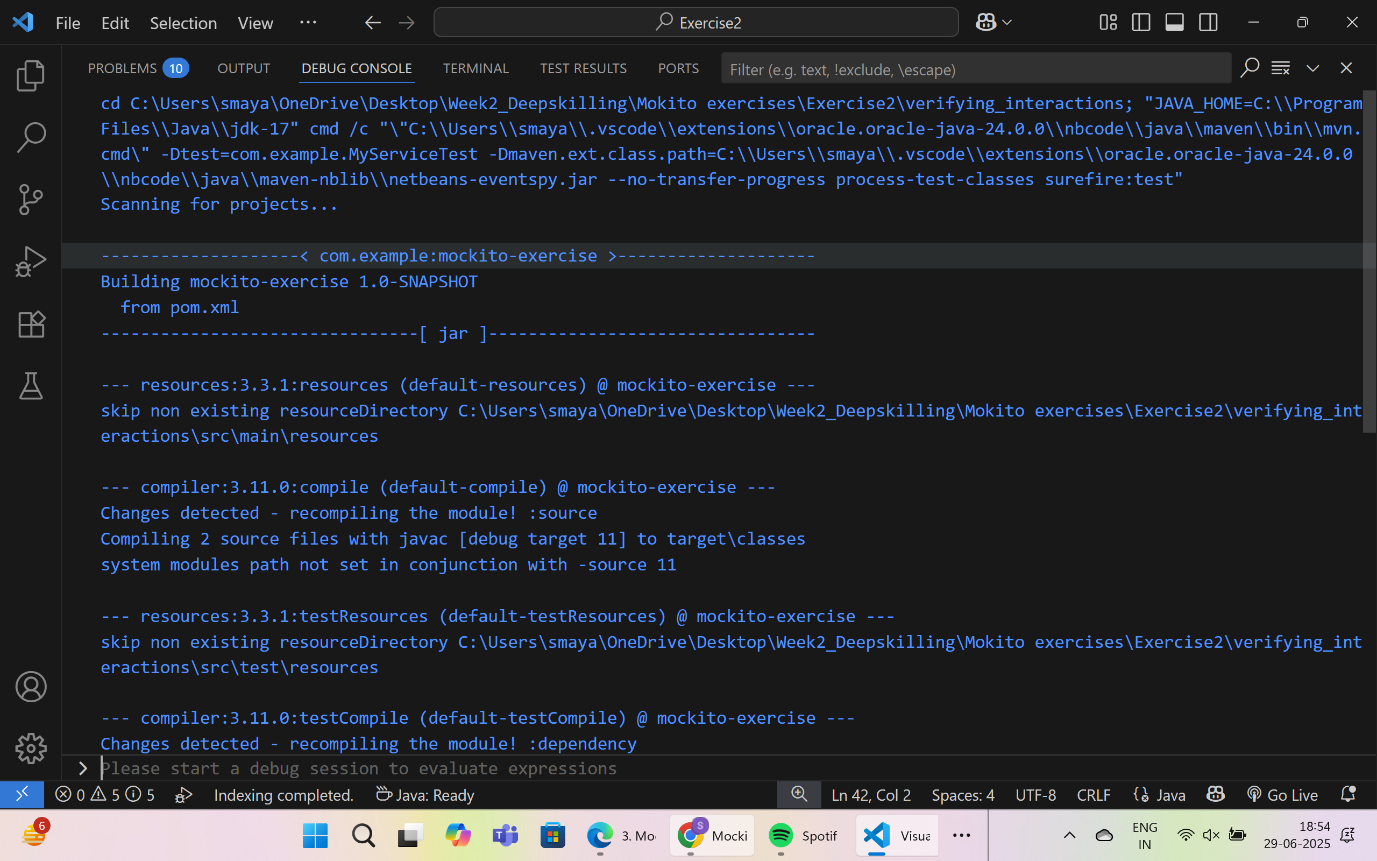 File Edit Selection View ··· Exercise2
PROBLEMS 10 OUTPUT DEBUG CONSOLE TERMINAL TEST RESULTS PORTS Filter (e.g. text, !exclude, \escape)
cd C:\Users\smaya\OneDrive\Desktop\Week2_Deepskilling\Mokito exercises\Exercise2\verifying_interactions; "JAVA_HOME=C:\\Program
Files\\Java\\jdk-17" cmd /c "\"C:\\Users\\smaya\\.vscode\\extensions\\oracle.oracle-java-24.0.0\\nbcode\\java\\maven\\bin\\mvn.
cmd\" -Dtest=com.example.MyServiceTest -Dmaven.ext.class.path=C:\\Users\\smaya\\.vscode\\extensions\\oracle.oracle-java-24.0.0
\\nbcode\\java\\maven-nblib\\netbeans-eventspy.jar --no-transfer-progress process-test-classes surefire:test"
Scanning for projects...
--------------------< com.example:mockito-exercise >--------------------
Building mockito-exercise 1.0-SNAPSHOT
from pom.xml
--------------------------------[ jar ]---------------------------------
--- resources:3.3.1:resources (default-resources) @ mockito-exercise ---
skip non existing resourceDirectory C:\Users\smaya\OneDrive\Desktop\Week2_Deepskilling\Mokito exercises\Exercise2\verifying_int
eractions\src\main\resources
--- compiler:3.11.0:compile (default-compile) @ mockito-exercise ---
Changes detected - recompiling the module! :source
Compiling 2 source files with javac [debug target 11] to target\classes
system modules path not set in conjunction with -source 11
--- resources:3.3.1:testResources (default-testResources) @ mockito-exercise ---
skip non existing resourceDirectory C:\Users\smaya\OneDrive\Desktop\Week2_Deepskilling\Mokito exercises\Exercise2\verifying_int
eractions\src\test\resources
--- compiler:3.11.0:testCompile (default-testCompile) @ mockito-exercise ---
Changes detected - recompiling the module! :dependency
Please start a debug session to evaluate expressions
0 5 5 Indexing completed. Java: Ready Ln 42, Col 2 Spaces: 4 UTF-8 CRLF Java Go Live
6 3. Mo S Mocki Spotif Visua ENG 18:54
IN 29-06-2025